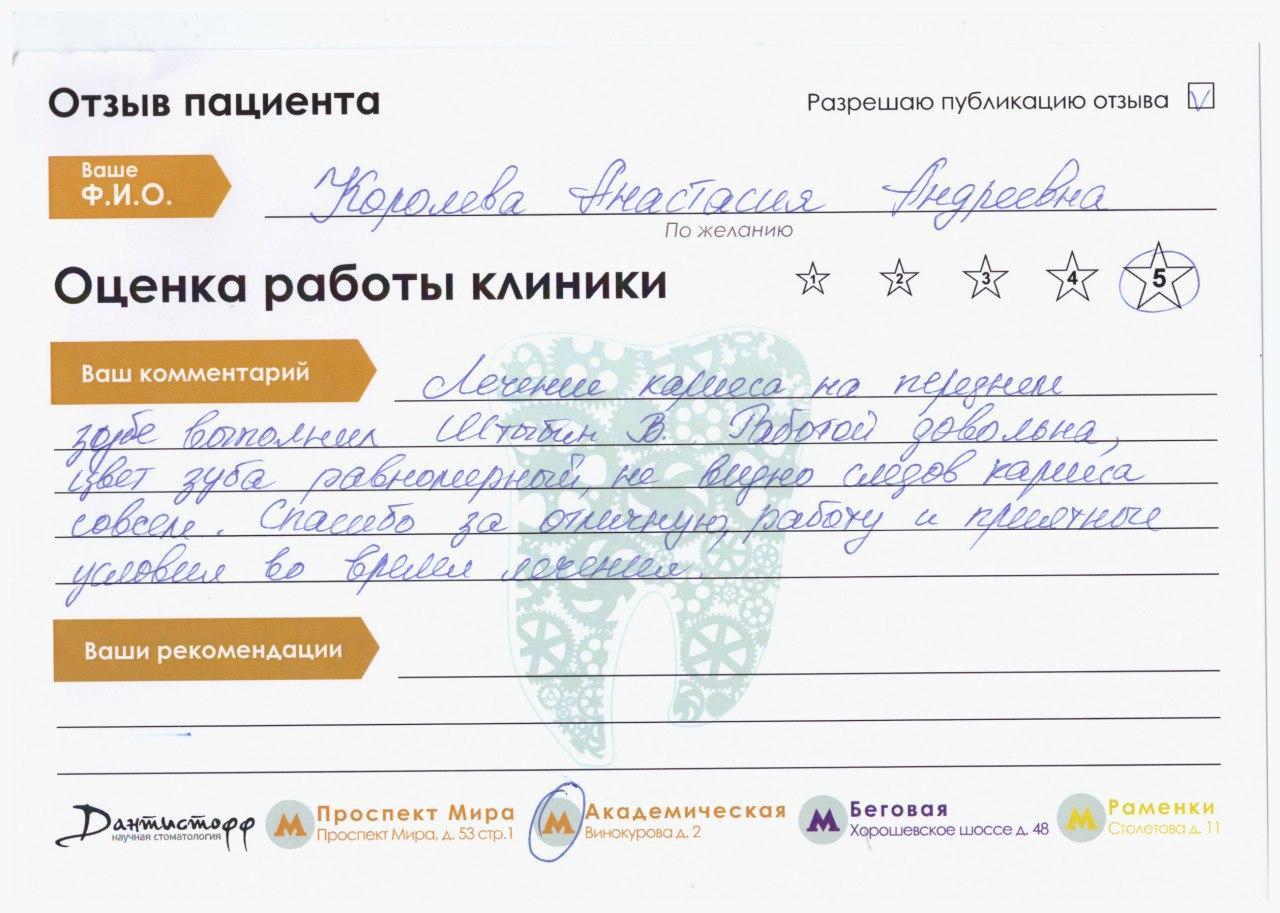 Отзыв пациента
Разрешаю публикацию отзыва V
Ваше
Ф.И.О.
Королева Анастасия Андреевна
По желанию
Оценка работы клиники
1 2 3 4 5
Ваш комментарий
Лечение кариеса на переднем
зубе выполнил Штыбин В. Работой довольна,
цвет зуба равномерный, не видно следов кариеса
совсем. Спасибо за отличную работу и приятные
условия во время лечения.
Ваши рекомендации
Дантистофф
научная стоматология
М Проспект Мира
Проспект Мира, д. 53 стр.1
М Академическая
Винокурова д. 2
М Беговая
Хорошевское шоссе д. 48
М Раменки
Столетова д. 11